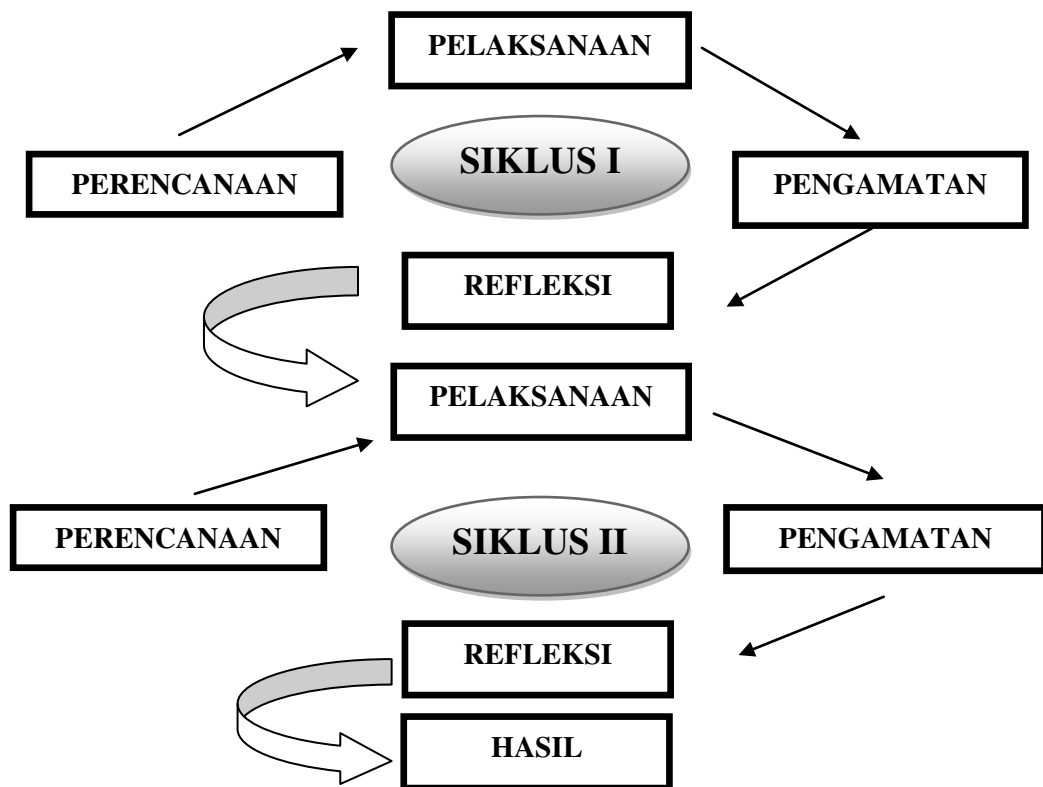 PELAKSANAAN
SIKLUS I
PERENCANAAN
PENGAMATAN
REFLEKSI
PELAKSANAAN
PERENCANAAN
SIKLUS II
PENGAMATAN
REFLEKSI
HASIL